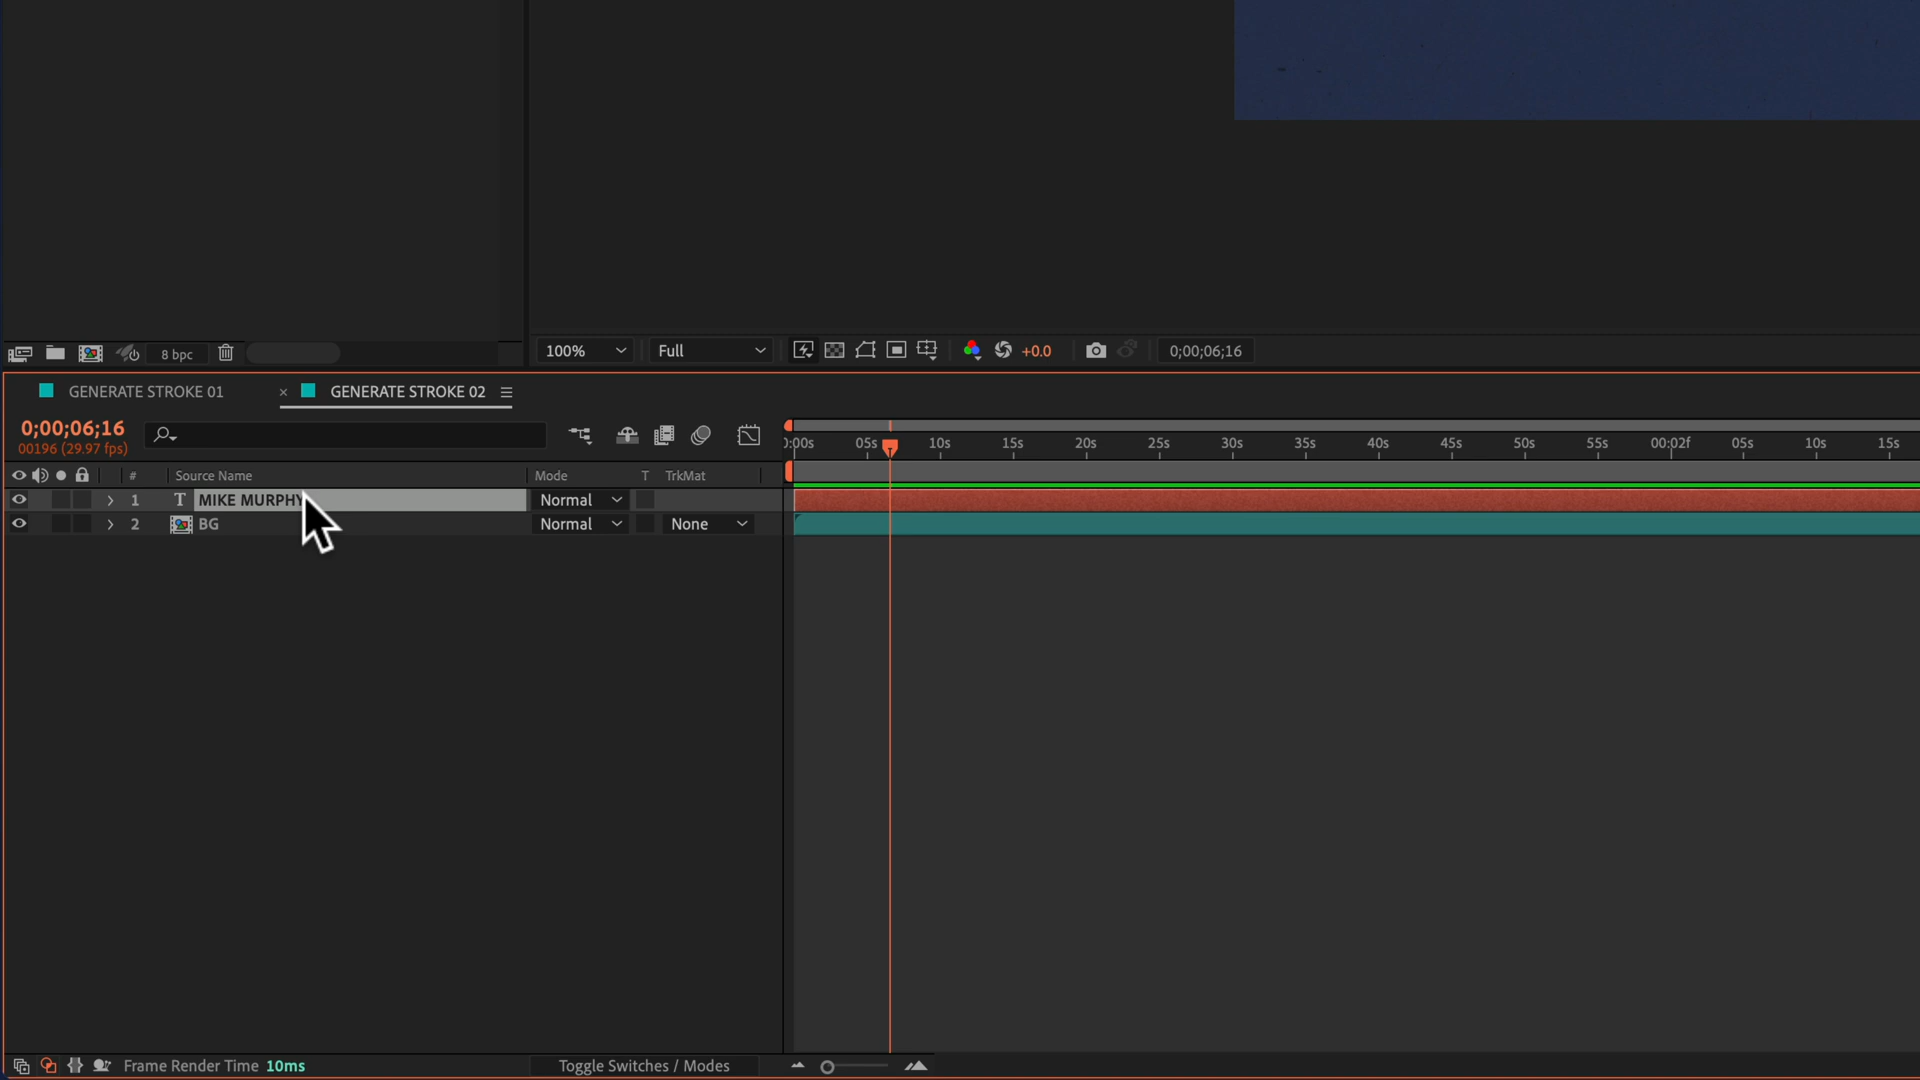 8 bpc
100% Full +0.0 0;00;06;16
GENERATE STROKE 01 × GENERATE STROKE 02
0;00;06;16
00196 (29.97 fps)
:00s 05s 10s 15s 20s 25s 30s 35s 40s 45s 50s 55s 00:02f 05s 10s 15s
# Source Name Mode T TrkMat
1 T MIKE MURPHY Normal
2 BG Normal None
Frame Render Time 10ms Toggle Switches / Modes